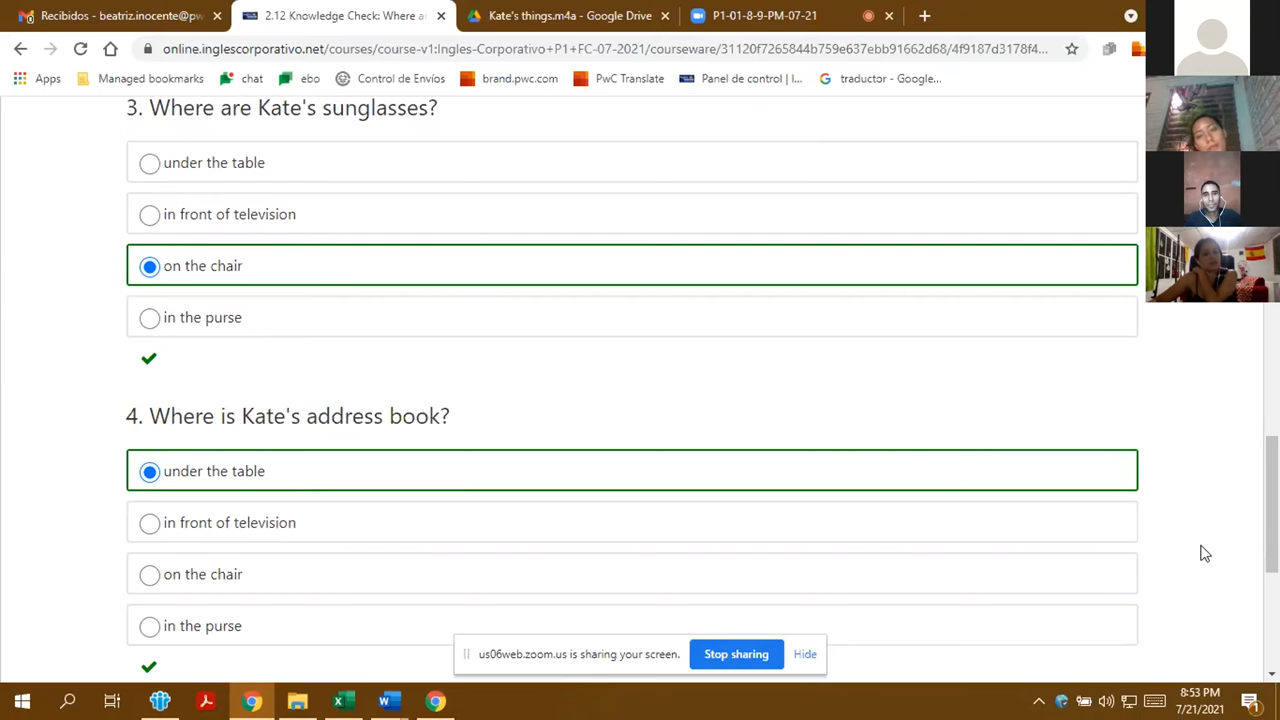 Recibidos - beatriz.inocente@pw
2.12 Knowledge Check: Where a
Kate's things.m4a - Google Drive
P1-01-8-9-PM-07-21
online.inglescorporativo.net/courses/course-v1:Ingles-Corporativo+P1+FC-07-2021/courseware/31120f7265844b759e637ebb91662d68/4f9187d3178f4...
Apps
Managed bookmarks
chat
ebo
Control de Envíos
brand.pwc.com
PwC Translate
Panel de control | I...
traductor - Google...
3. Where are Kate's sunglasses?
under the table
in front of television
on the chair
in the purse
4. Where is Kate's address book?
under the table
in front of television
on the chair
in the purse
us06web.zoom.us is sharing your screen.
Stop sharing
Hide
8:53 PM
7/21/2021